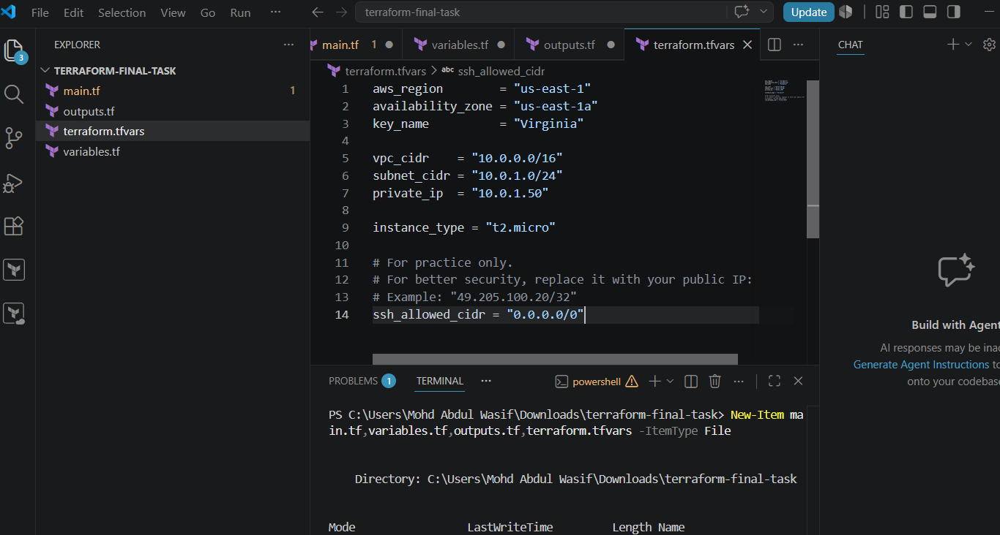 File Edit Selection View Go Run ···
terraform-final-task
Update
3
EXPLORER ···
TERRAFORM-FINAL-TASK
main.tf 1
outputs.tf
terraform.tfvars
variables.tf
main.tf 1
variables.tf
outputs.tf
terraform.tfvars
···
terraform.tfvars > abc ssh_allowed_cidr
1 aws_region = "us-east-1"
2 availability_zone = "us-east-1a"
3 key_name = "Virginia"
4
5 vpc_cidr = "10.0.0.0/16"
6 subnet_cidr = "10.0.1.0/24"
7 private_ip = "10.0.1.50"
8
9 instance_type = "t2.micro"
10
11 # For practice only.
12 # For better security, replace it with your public IP:
13 # Example: "49.205.100.20/32"
14 ssh_allowed_cidr = "0.0.0.0/0"
PROBLEMS 1 TERMINAL ···
powershell ···
PS C:\Users\Mohd Abdul Wasif\Downloads\terraform-final-task> New-Item ma
in.tf,variables.tf,outputs.tf,terraform.tfvars -ItemType File
Directory: C:\Users\Mohd Abdul Wasif\Downloads\terraform-final-task
Mode LastWriteTime Length Name
CHAT
Build with Agent
AI responses may be inac
Generate Agent Instructions to
onto your codebase